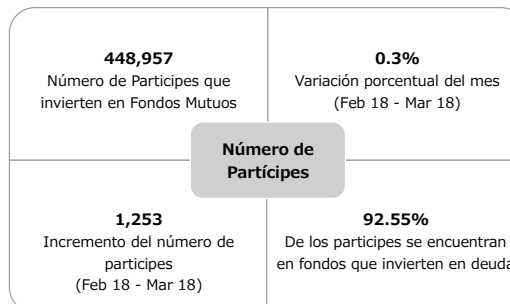 448,957
Número de Participes que
invierten en Fondos Mutuos
0.3%
Variación porcentual del mes
(Feb 18 - Mar 18)
Número de
Partícipes
1,253
Incremento del número de
participes
(Feb 18 - Mar 18)
92.55%
De los participes se encuentran
en fondos que invierten en deuda